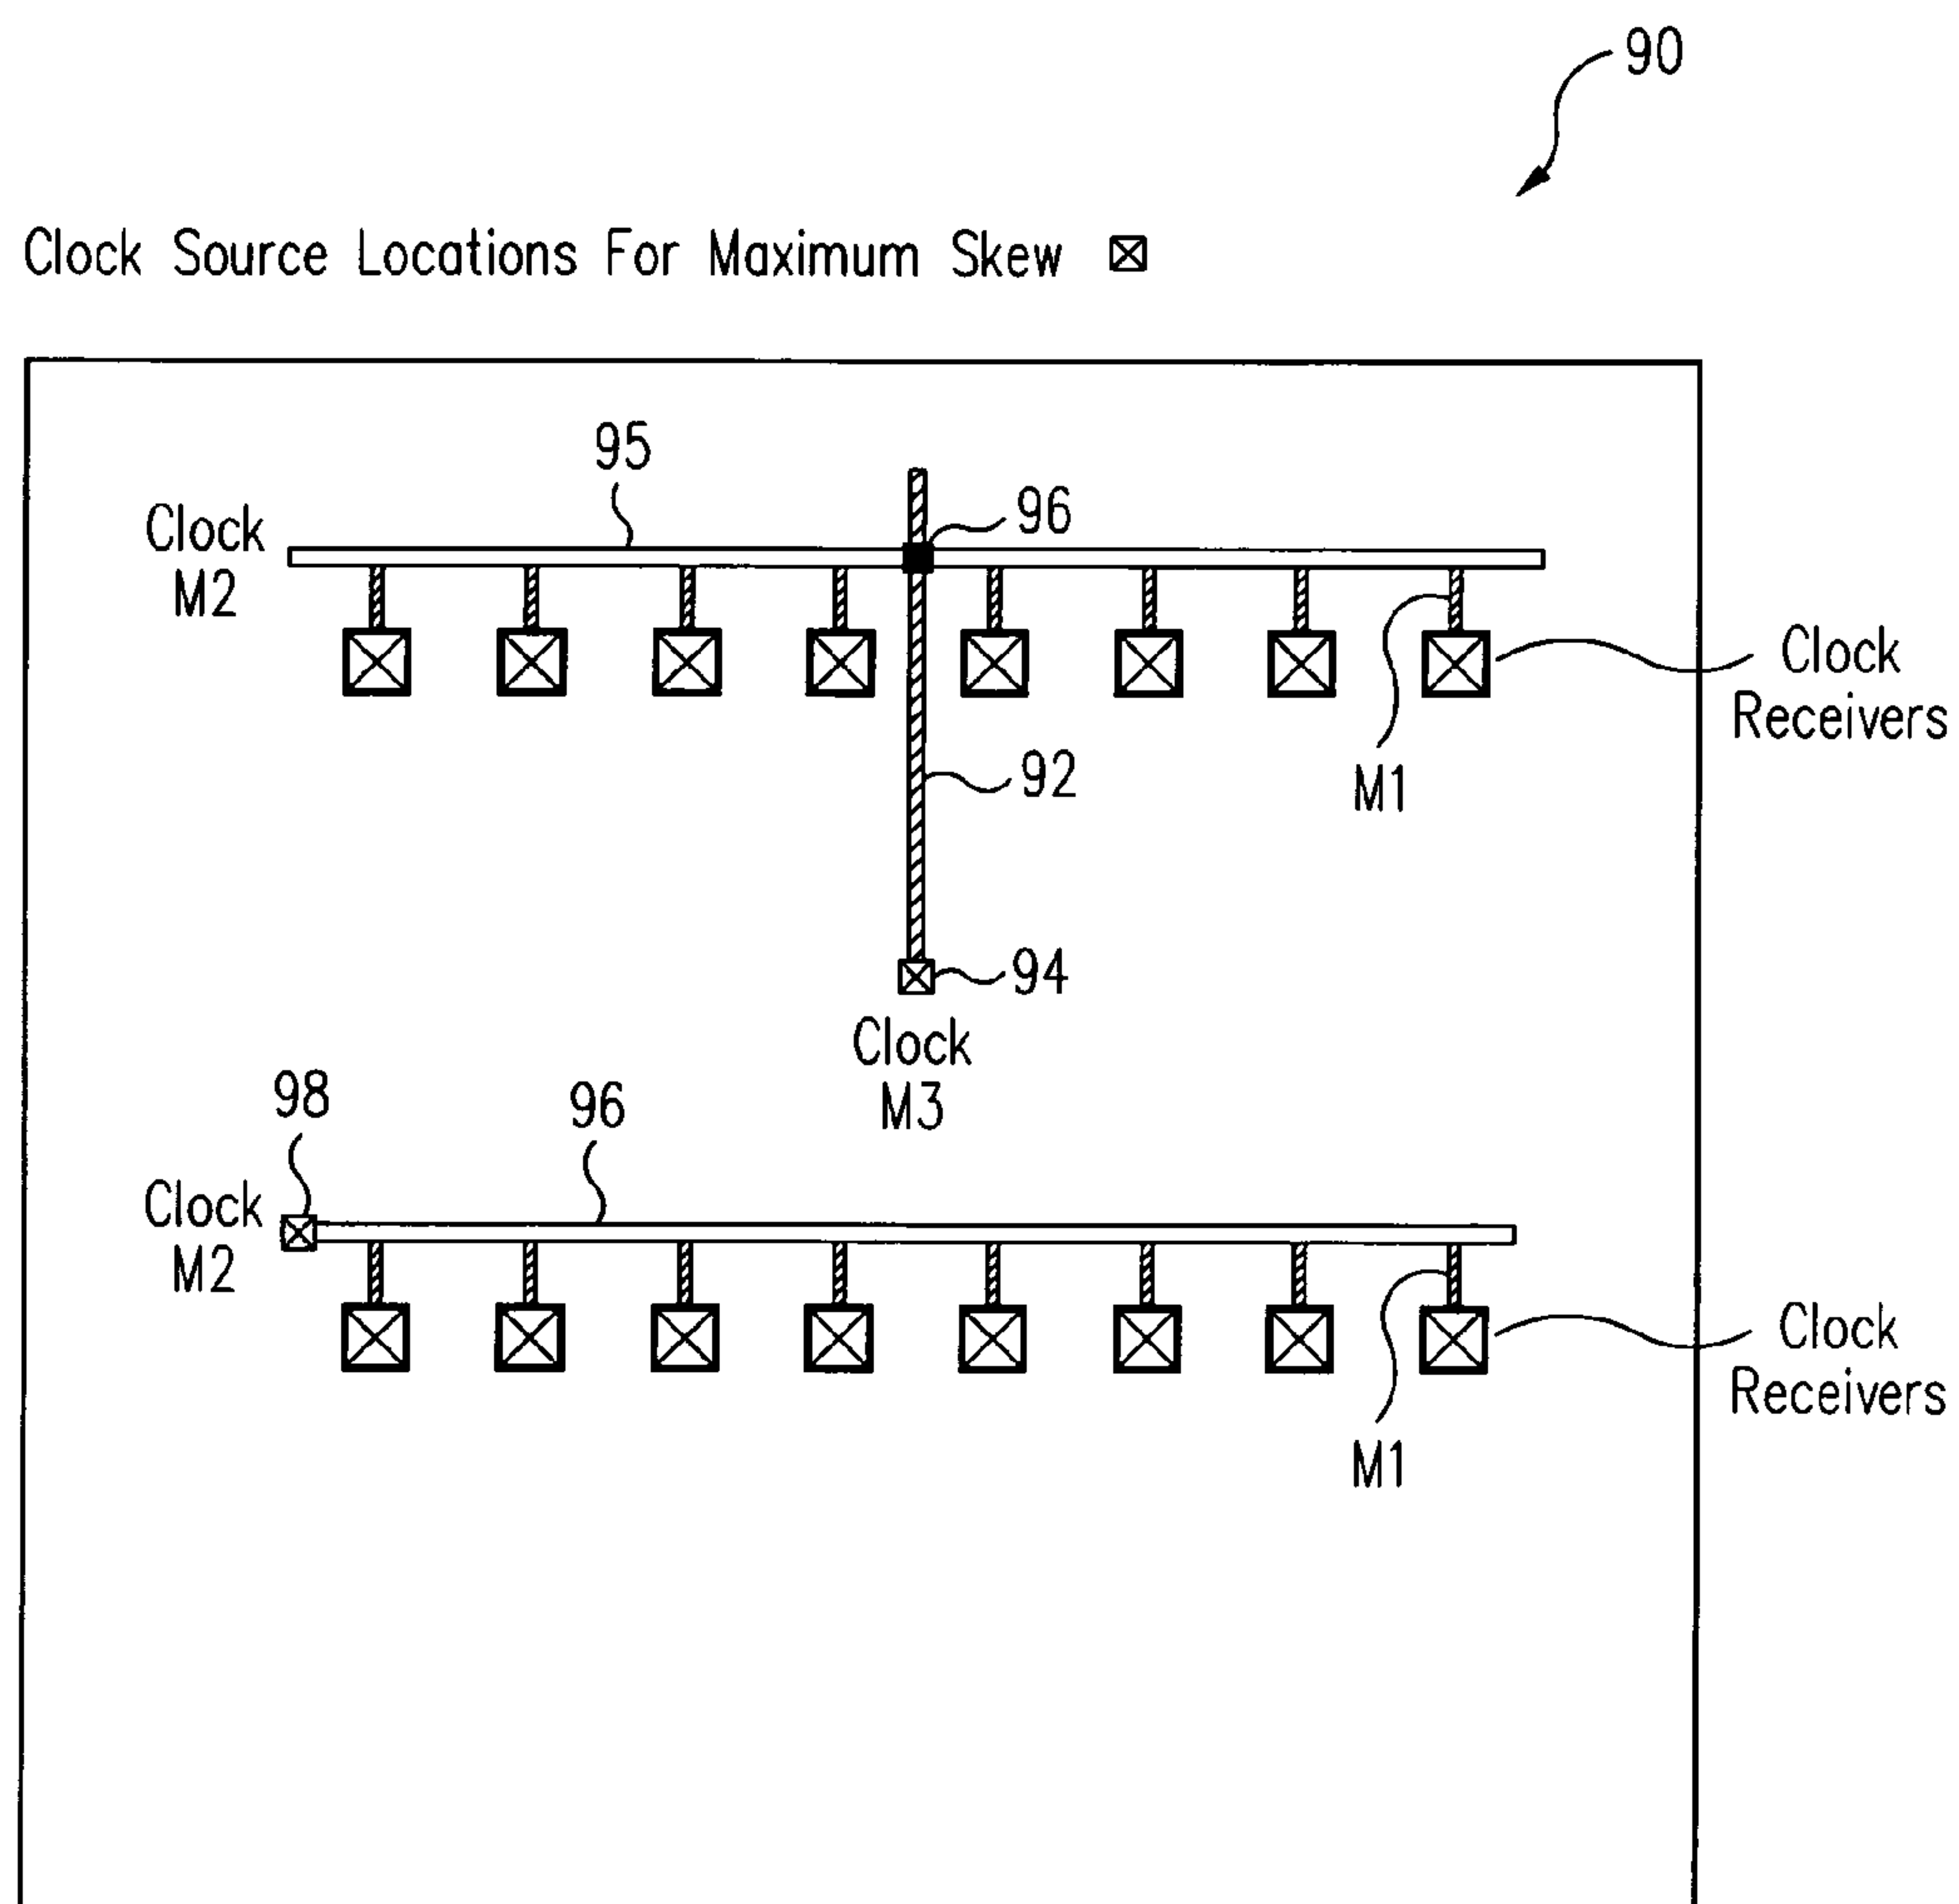 90
Clock Source Locations For Maximum Skew
95
Clock
M2
96
Clock
Receivers
M1
92
94
Clock
M3
98
96
Clock
M2
Clock
Receivers
M1